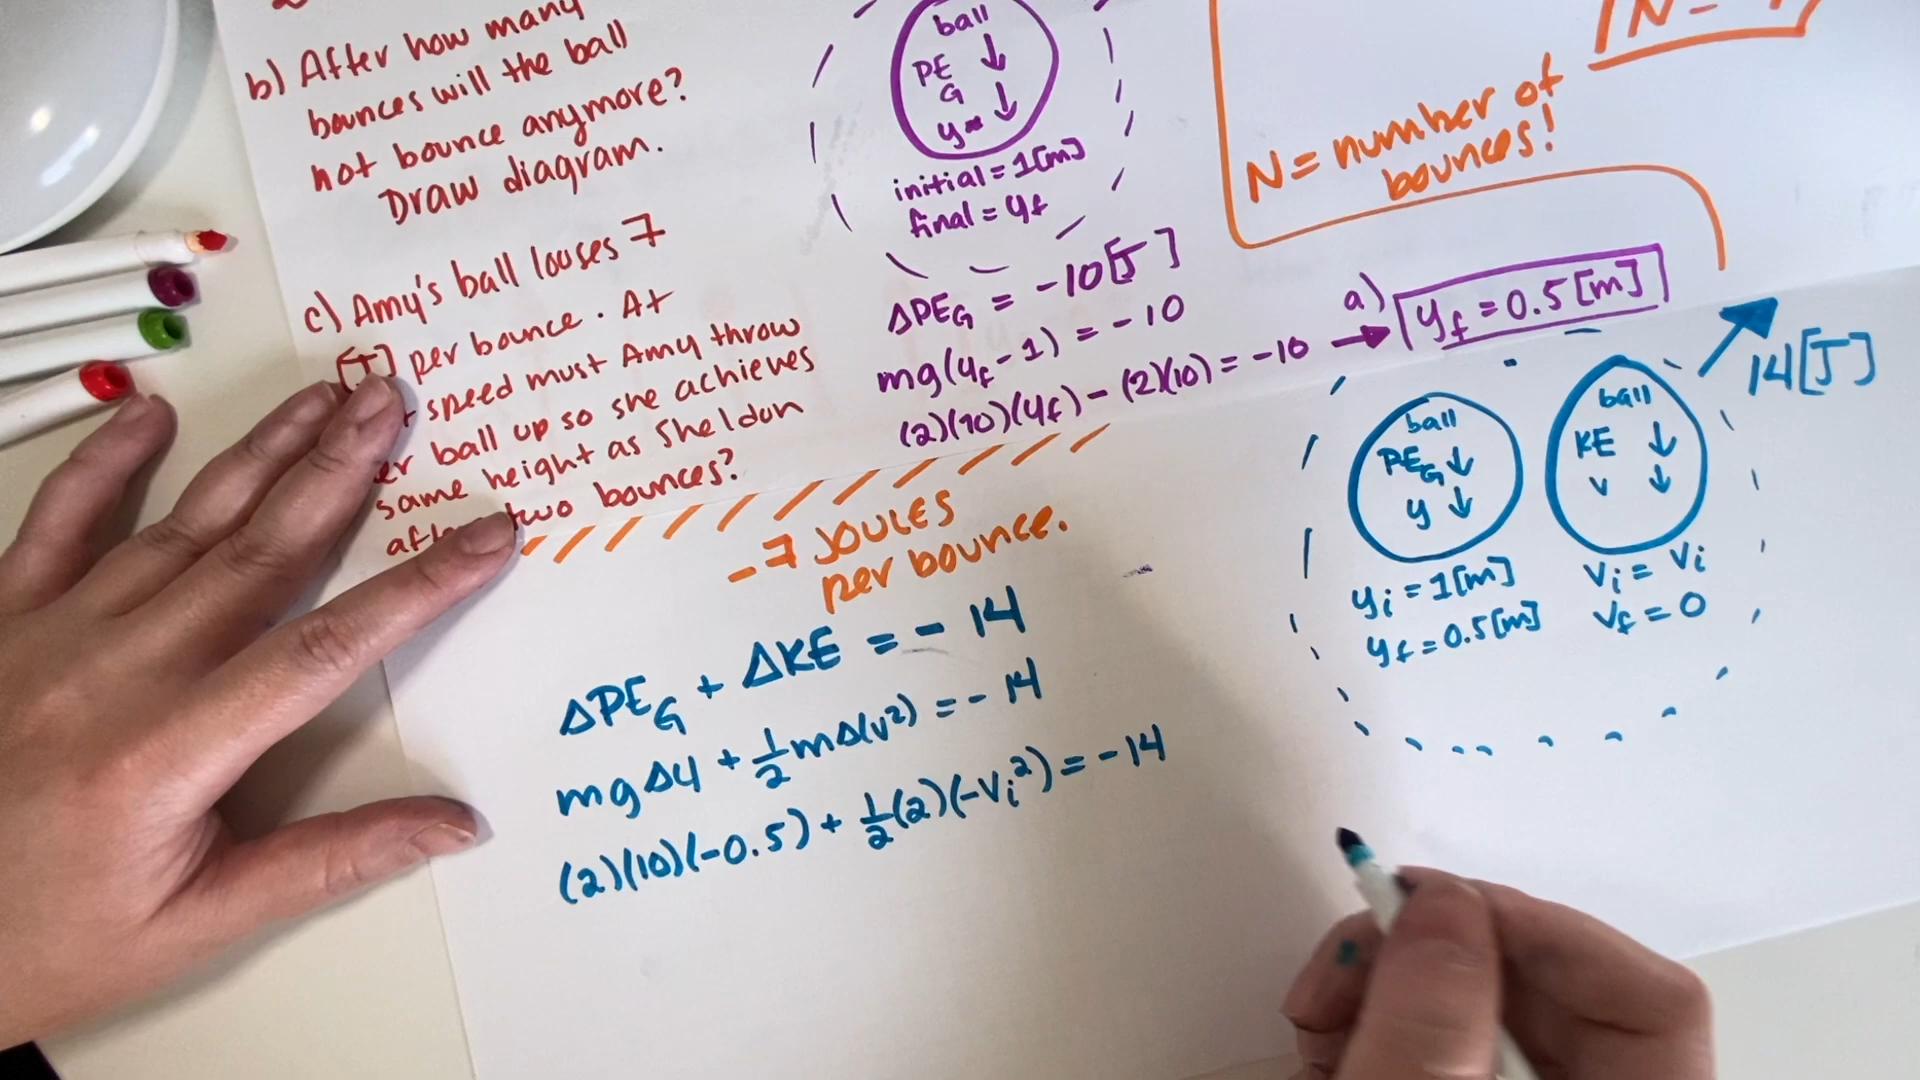 b) After how many
bounces will the ball
not bounce anymore?
Draw diagram.
c) Amy's ball louses 7
[J] per bounce. At
speed must Amy throw
er ball up so she achieves
same height as Sheldon
two bounces?
ball
PE G ↓
y ↓
initial = 1[m]
final = yf
ΔPEG = -10[J]
mg(yf - 1) = -10
(2)(10)(yf) - (2)(10) = -10 →
a) yf = 0.5[m]
N = number of
bounces!
-7 JOULES
per bounce.
ΔPEG + ΔKE = -14
mgΔy + 1/2 mΔ(v²) = -14
(2)(10)(-0.5) + 1/2(2)(-Vi²) = -14
14[J]
ball
PEG ↓
y ↓
yi = 1[m]
yf = 0.5[m]
ball
KE ↓
v ↓
Vi = Vi
Vf = 0